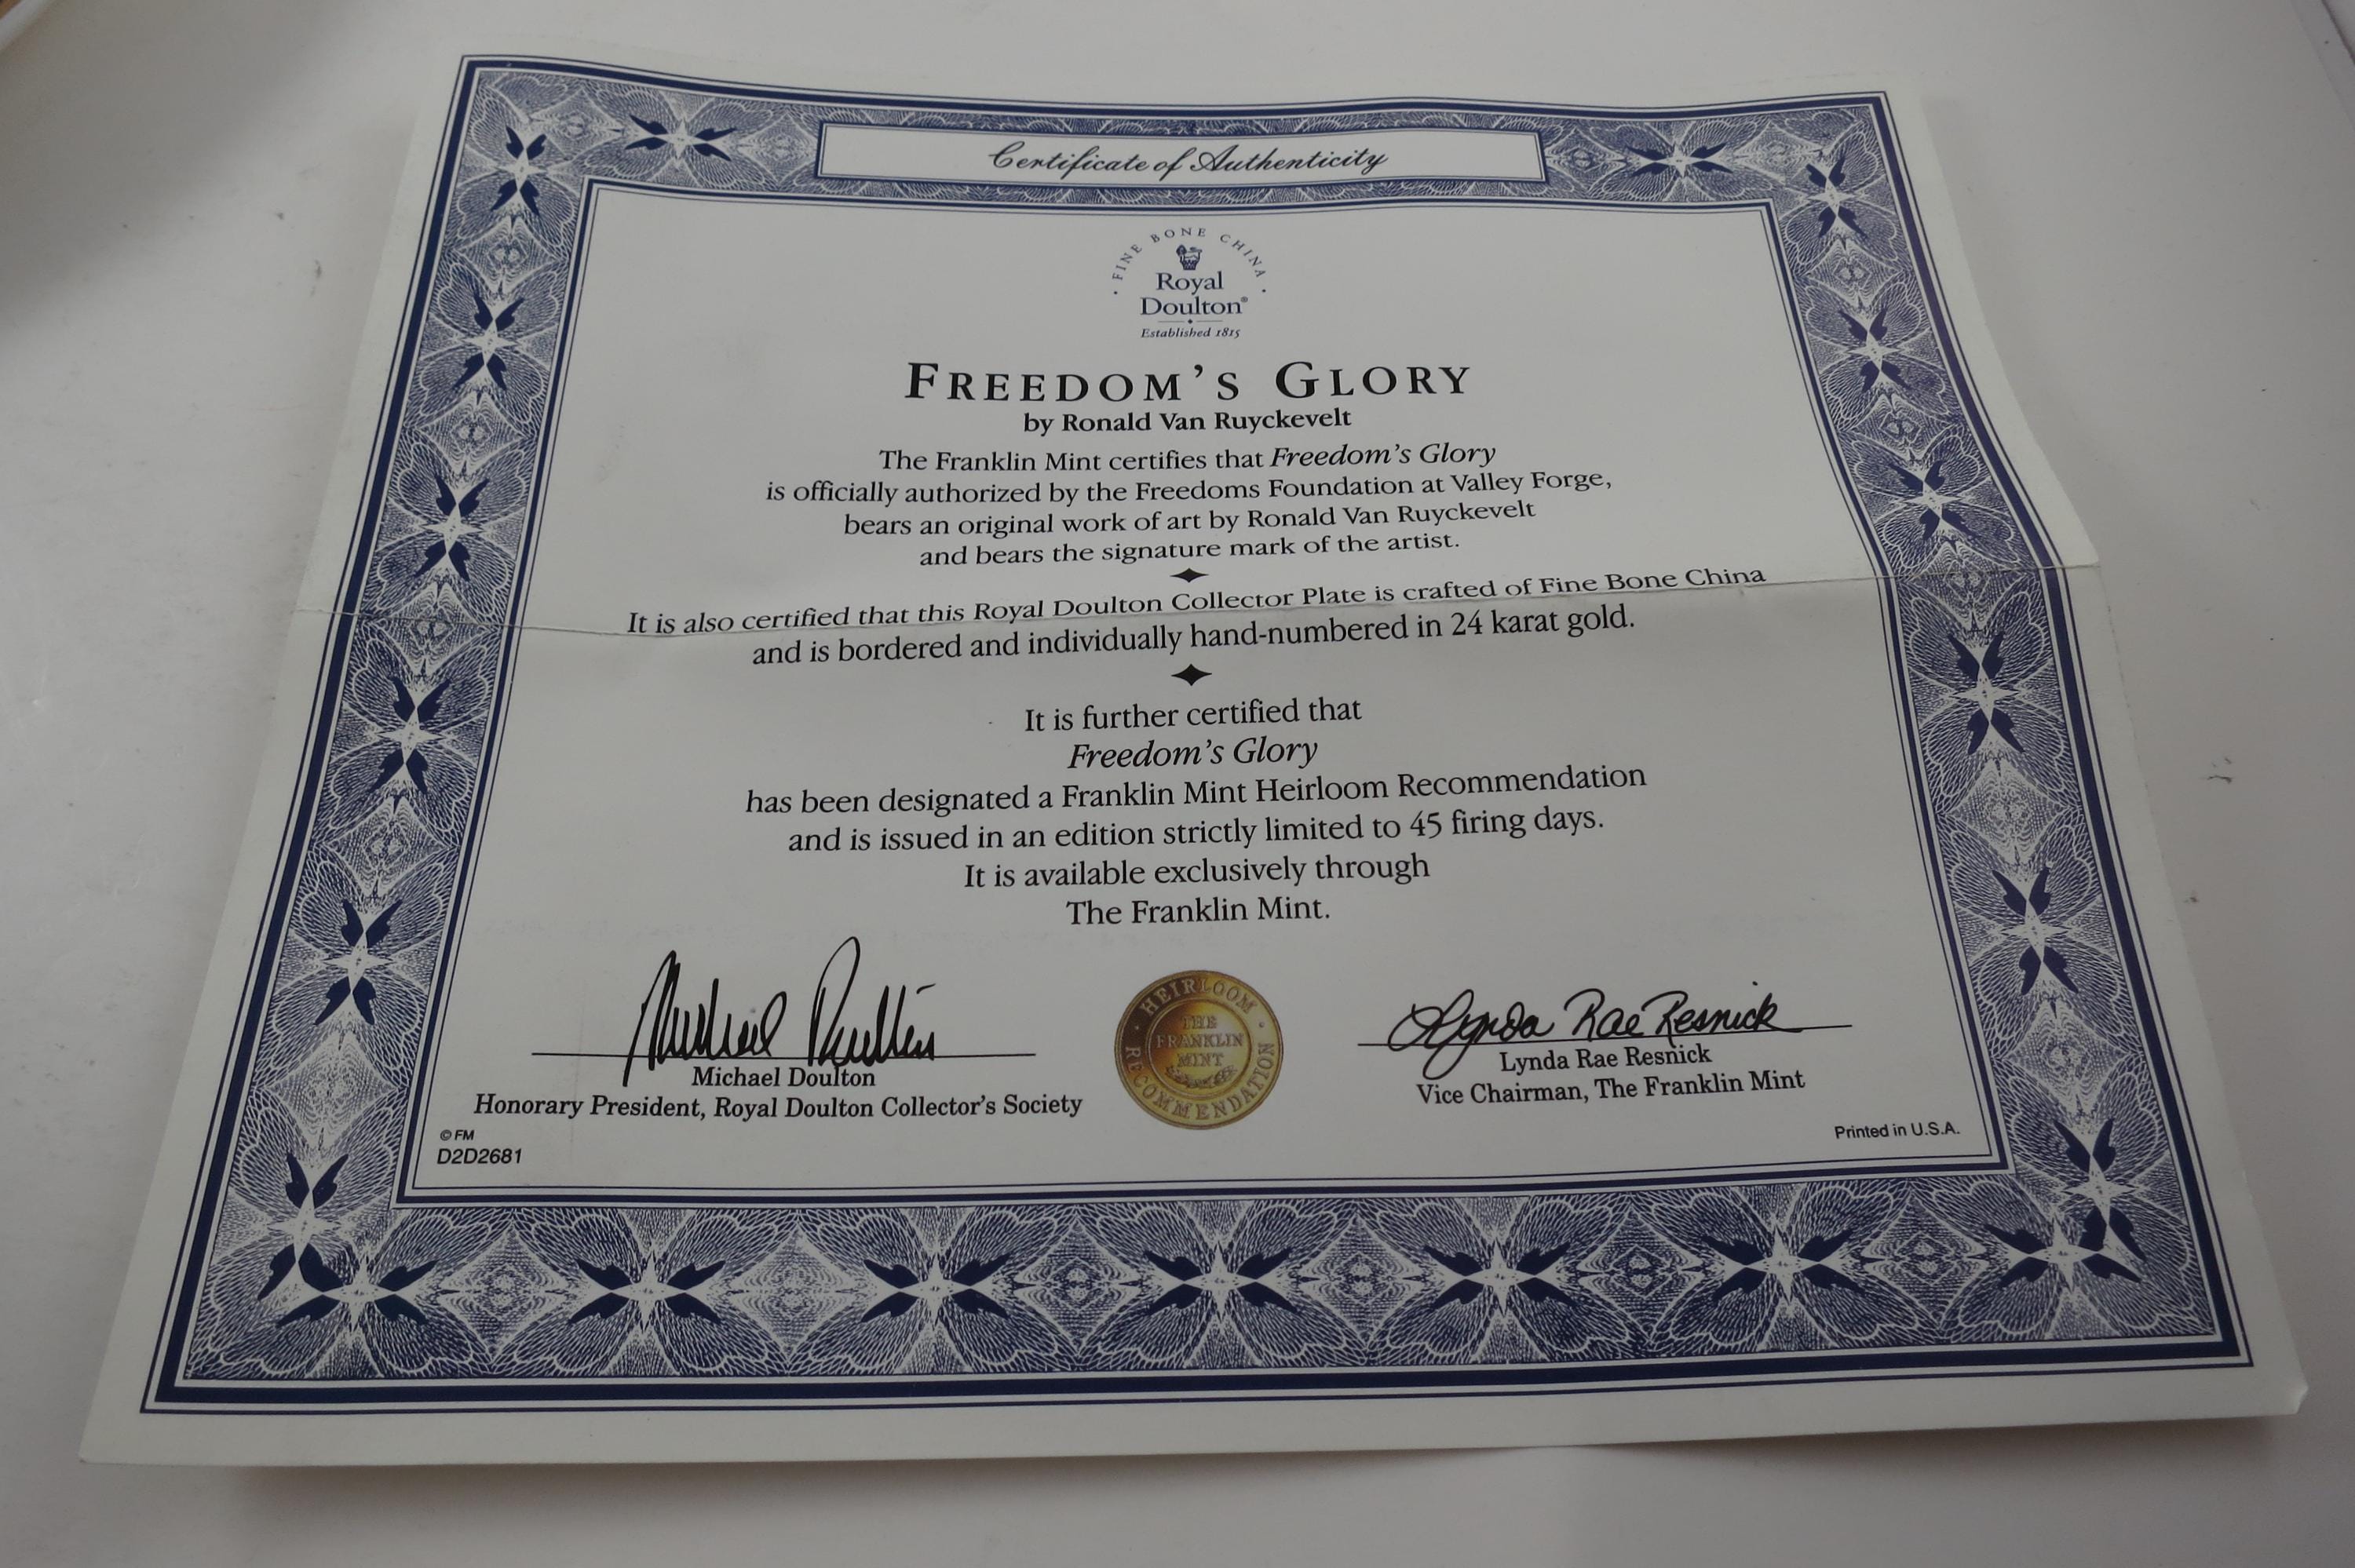 Certificate of Authenticity
· FINE BONE CHINA ·
Royal
Doulton®
Established 1815
FREEDOM'S GLORY
by Ronald Van Ruyckevelt
The Franklin Mint certifies that Freedom's Glory
is officially authorized by the Freedoms Foundation at Valley Forge,
bears an original work of art by Ronald Van Ruyckevelt
and bears the signature mark of the artist.
It is also certified that this Royal Doulton Collector Plate is crafted of Fine Bone China
and is bordered and individually hand-numbered in 24 karat gold.
It is further certified that
Freedom's Glory
has been designated a Franklin Mint Heirloom Recommendation
and is issued in an edition strictly limited to 45 firing days.
It is available exclusively through
The Franklin Mint.
Michael Doulton
Michael Doulton
Honorary President, Royal Doulton Collector's Society
© FM
D2D2681
· HEIRLOOM ·
RECOMMENDATION
THE
FRANKLIN
MINT
Lynda Rae Resnick
Lynda Rae Resnick
Vice Chairman, The Franklin Mint
Printed in U.S.A.